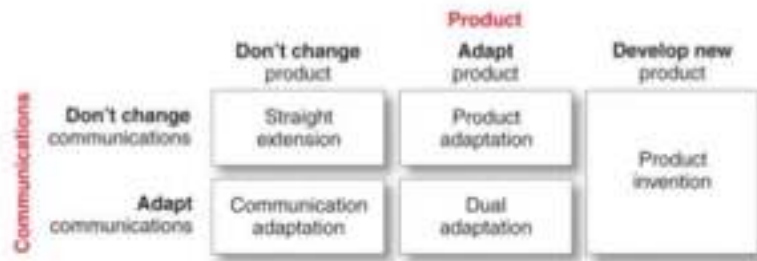 Product
Don't change
product
Adapt
product
Develop new
product
Communications
Don't change
communications
Straight
extension
Product
adaptation
Product
invention
Adapt
communications
Communication
adaptation
Dual
adaptation